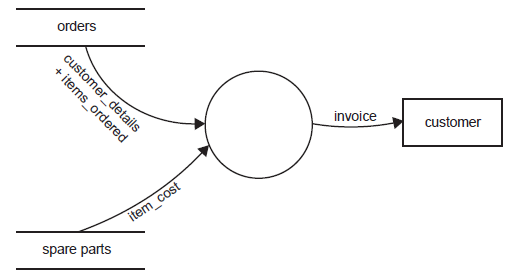 orders
customer_details
+ items_ordered
invoice
customer
item_cost
spare parts